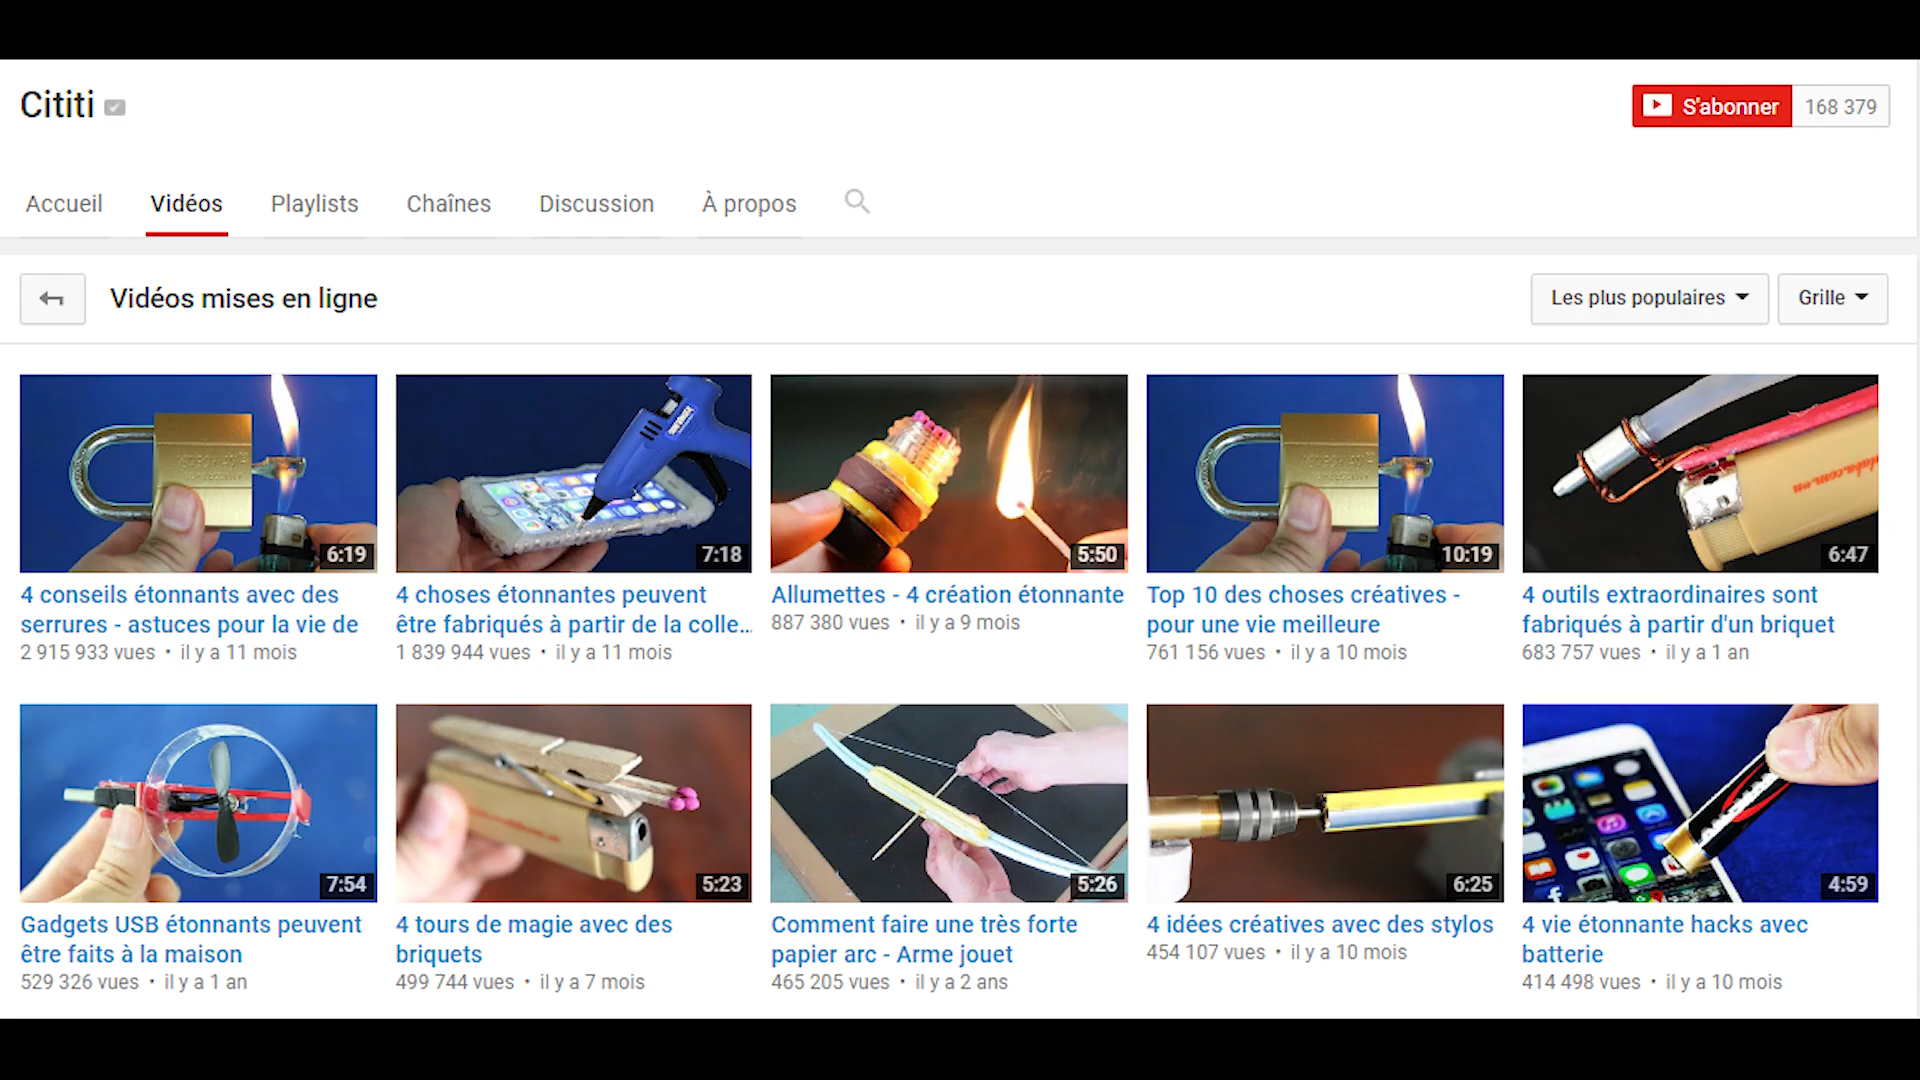 Cititi
S'abonner 168 379
Accueil Vidéos Playlists Chaînes Discussion À propos
Vidéos mises en ligne
Les plus populaires Grille
6:19 7:18 5:50 10:19 6:47
4 conseils étonnants avec des
serrures - astuces pour la vie de
2 915 933 vues • il y a 11 mois
4 choses étonnantes peuvent
être fabriqués à partir de la colle...
1 839 944 vues • il y a 11 mois
Allumettes - 4 création étonnante
887 380 vues • il y a 9 mois
Top 10 des choses créatives -
pour une vie meilleure
761 156 vues • il y a 10 mois
4 outils extraordinaires sont
fabriqués à partir d'un briquet
683 757 vues • il y a 1 an
7:54 5:23 5:26 6:25 4:59
Gadgets USB étonnants peuvent
être faits à la maison
529 326 vues • il y a 1 an
4 tours de magie avec des
briquets
499 744 vues • il y a 7 mois
Comment faire une très forte
papier arc - Arme jouet
465 205 vues • il y a 2 ans
4 idées créatives avec des stylos
454 107 vues • il y a 10 mois
4 vie étonnante hacks avec
batterie
414 498 vues • il y a 10 mois